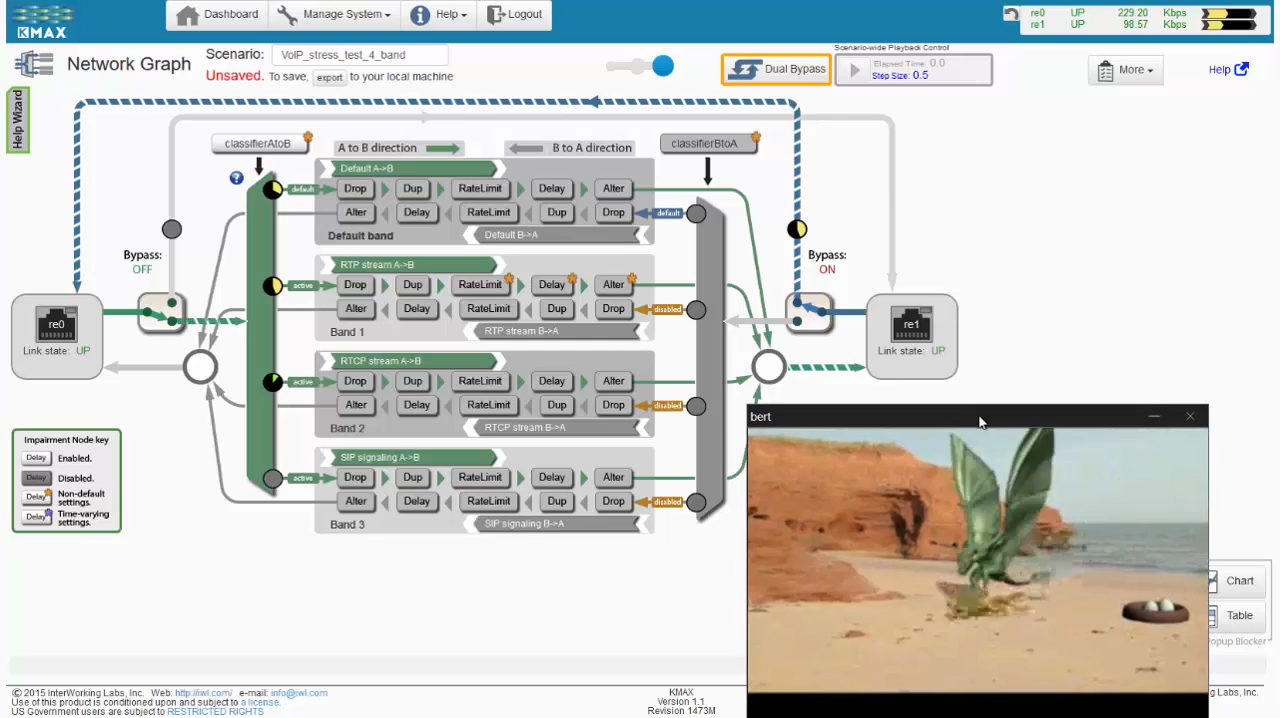 KMAX
Dashboard
Manage System
Help
Logout
re0 UP 229.20 Kbps
re1 UP 98.57 Kbps
Network Graph
Scenario: VoIP_stress_test_4_band
Unsaved. To save, export to your local machine
Dual Bypass
Scenario-wide Playback Control
Elapsed Time: 0.0
Step Size: 0.5
More
Help
Help Wizard
classifierAtoB
A to B direction
B to A direction
classifierBtoA
Default A->B
default Drop Dup RateLimit Delay Alter
Alter Delay RateLimit Dup Drop default
Default band
Default B->A
Bypass:
OFF
Bypass:
ON
RTP stream A->B
active Drop Dup RateLimit Delay Alter
Alter Delay RateLimit Dup Drop disabled
Band 1
RTP stream B->A
re0
Link state: UP
re1
Link state: UP
RTCP stream A->B
active Drop Dup RateLimit Delay Alter
Alter Delay RateLimit Dup Drop disabled
Band 2
RTCP stream B->A
SIP signaling A->B
active Drop Dup RateLimit Delay Alter
Alter Delay RateLimit Dup Drop disabled
Band 3
SIP signaling B->A
Impairment Node key
Delay Enabled.
Delay Disabled.
Delay Non-default settings.
Delay Time-varying settings.
bert
Chart
Table
Popup Blocker
© 2015 InterWorking Labs, Inc. Web: http://iwl.com/ e-mail: info@iwl.com
Use of this product is conditioned upon and subject to a license.
US Government users are subject to RESTRICTED RIGHTS
KMAX
Version 1.1
Revision 1473M
g Labs, Inc.